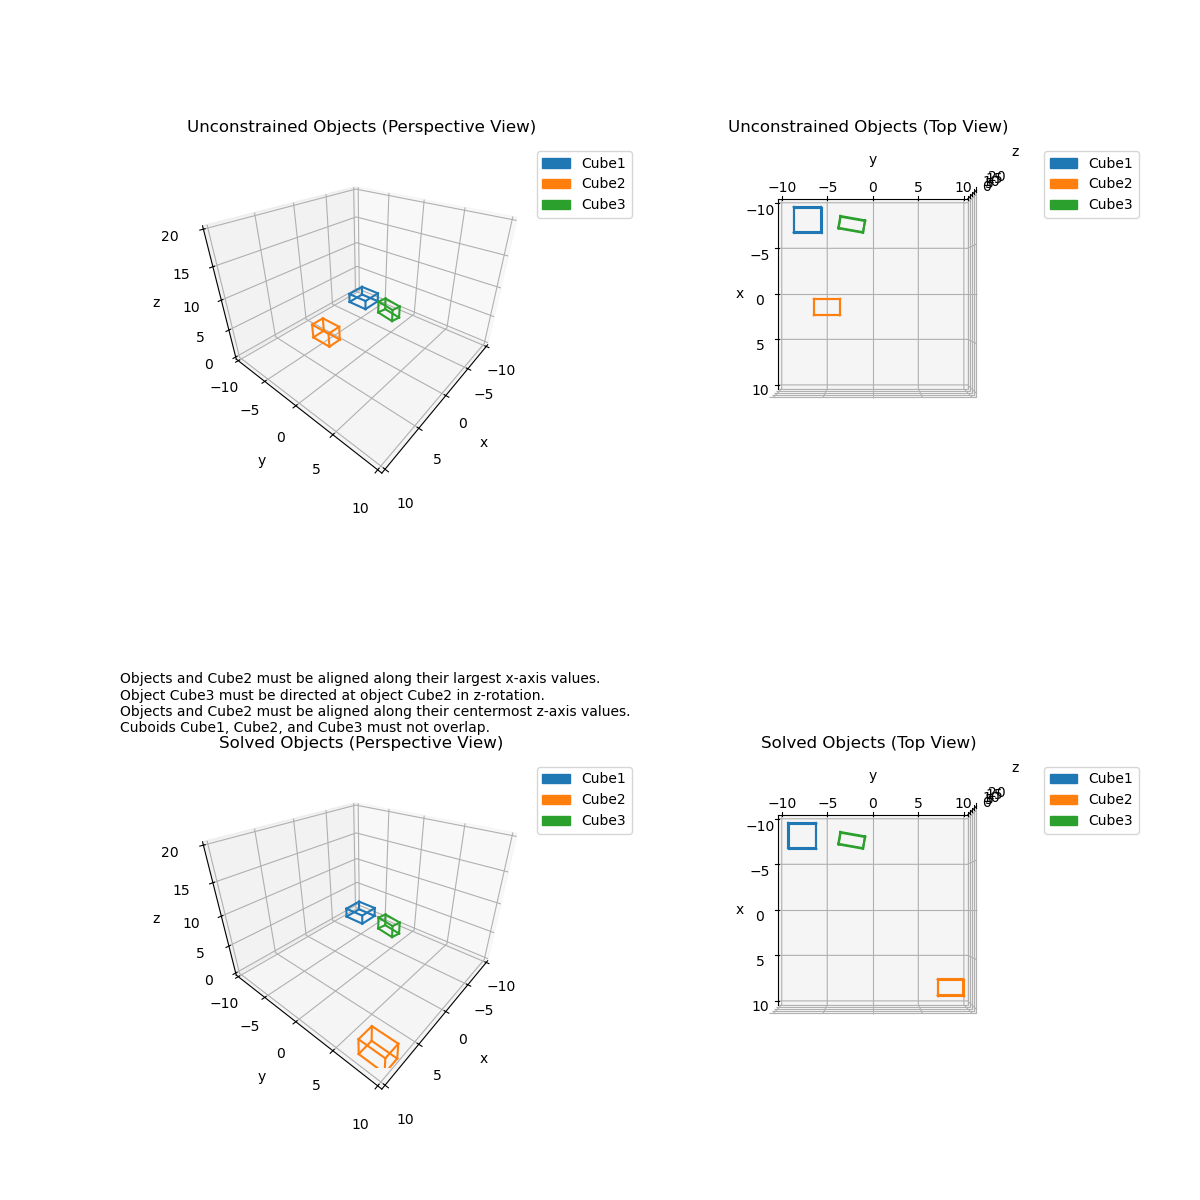 Unconstrained Objects (Perspective View)
Cube1
Cube2
Cube3
20
15
z
10
5
0
−10
−5
0
y
5
10
−10
−5
0
x
5
10
Unconstrained Objects (Top View)
y
z
−10 −5 0 5 10
Cube1
Cube2
Cube3
−10
−5
x
0
5
10
Objects and Cube2 must be aligned along their largest x-axis values.
Object Cube3 must be directed at object Cube2 in z-rotation.
Objects and Cube2 must be aligned along their centermost z-axis values.
Cuboids Cube1, Cube2, and Cube3 must not overlap.
Solved Objects (Perspective View)
Cube1
Cube2
Cube3
20
15
z
10
5
0
−10
−5
0
y
5
10
−10
−5
0
x
5
10
Solved Objects (Top View)
y
z
−10 −5 0 5 10
Cube1
Cube2
Cube3
−10
−5
x
0
5
10